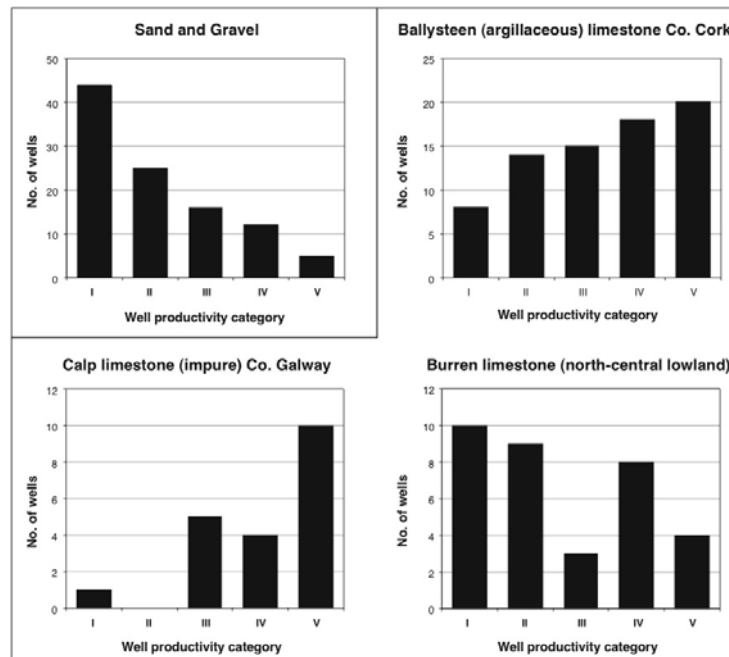 Sand and Gravel
No. of wells
50
40
30
20
10
0
I II III IV V
Well productivity category
Ballysteen (argillaceous) limestone Co. Cork
No. of wells
25
20
15
10
5
0
I II III IV V
Well productivity category
Calp limestone (impure) Co. Galway
No. of wells
12
10
8
6
4
2
0
I II III IV V
Well productivity category
Burren limestone (north-central lowland)
No. of wells
12
10
8
6
4
2
0
I II III IV V
Well productivity category